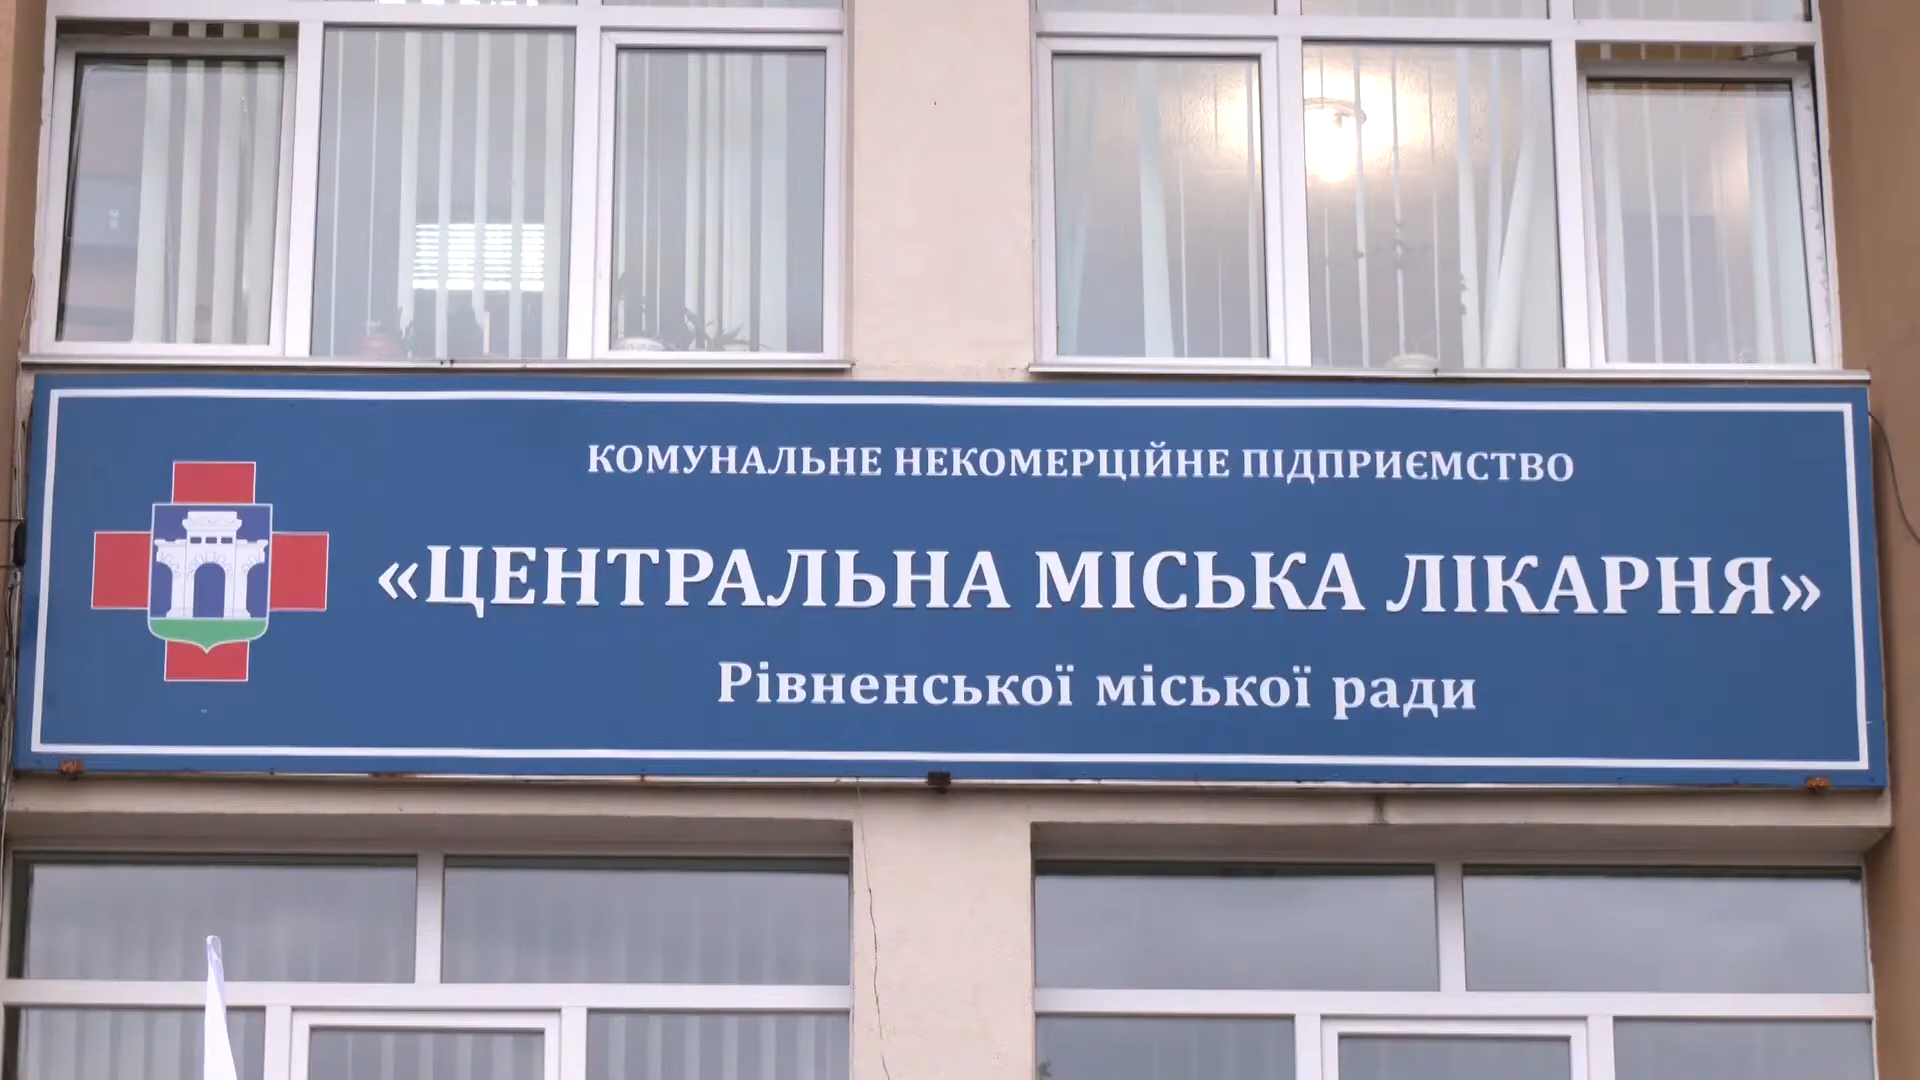 КОМУНАЛЬНЕ НЕКОМЕРЦІЙНЕ ПІДПРИЄМСТВО
«ЦЕНТРАЛЬНА МІСЬКА ЛІКАРНЯ»
Рівненської міської ради